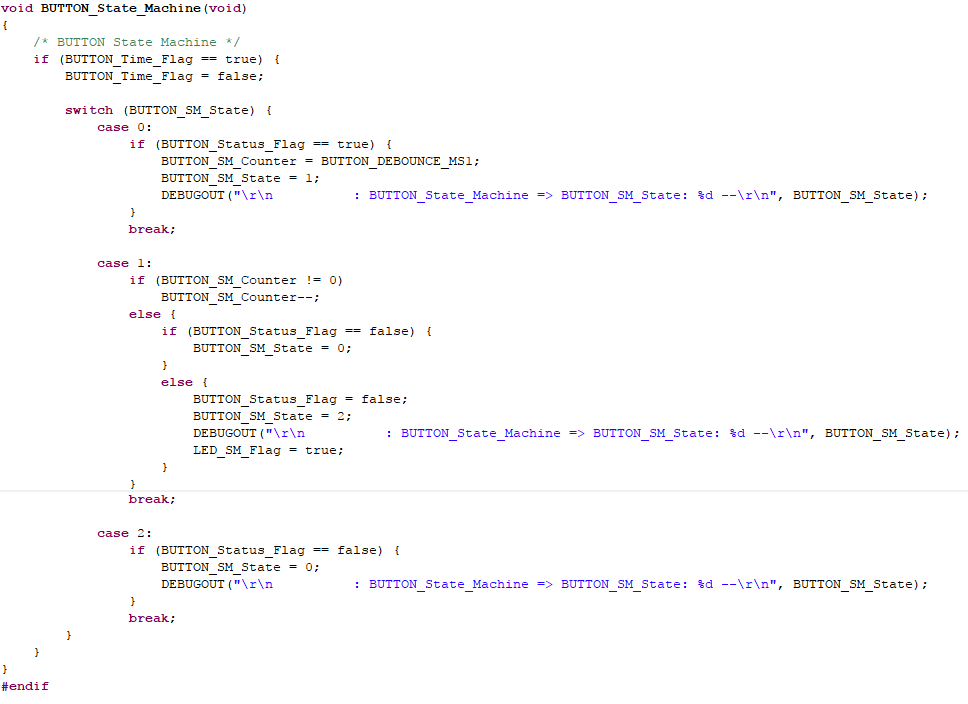 void BUTTON_State_Machine(void)
{
    /* BUTTON State Machine */
    if (BUTTON_Time_Flag == true) {
        BUTTON_Time_Flag = false;

        switch (BUTTON_SM_State) {
            case 0:
                if (BUTTON_Status_Flag == true) {
                    BUTTON_SM_Counter = BUTTON_DEBOUNCE_MS1;
                    BUTTON_SM_State = 1;
                    DEBUGOUT("\r\n          : BUTTON_State_Machine => BUTTON_SM_State: %d --\r\n", BUTTON_SM_State);
                }
                break;

            case 1:
                if (BUTTON_SM_Counter != 0)
                    BUTTON_SM_Counter--;
                else {
                    if (BUTTON_Status_Flag == false) {
                        BUTTON_SM_State = 0;
                    }
                    else {
                        BUTTON_Status_Flag = false;
                        BUTTON_SM_State = 2;
                        DEBUGOUT("\r\n          : BUTTON_State_Machine => BUTTON_SM_State: %d --\r\n", BUTTON_SM_State);
                        LED_SM_Flag = true;
                    }
                }
                break;

            case 2:
                if (BUTTON_Status_Flag == false) {
                    BUTTON_SM_State = 0;
                    DEBUGOUT("\r\n          : BUTTON_State_Machine => BUTTON_SM_State: %d --\r\n", BUTTON_SM_State);
                }
                break;
        }
    }
}
#endif